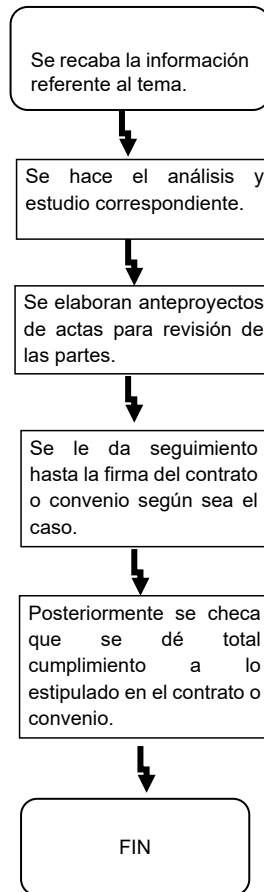 Se recaba la información
referente al tema.
Se hace el análisis y
estudio correspondiente.
Se elaboran anteproyectos
de actas para revisión de
las partes.
Se le da seguimiento
hasta la firma del contrato
o convenio según sea el
caso.
Posteriormente se checa
que se dé total
cumplimiento a lo
estipulado en el contrato o
convenio.
FIN